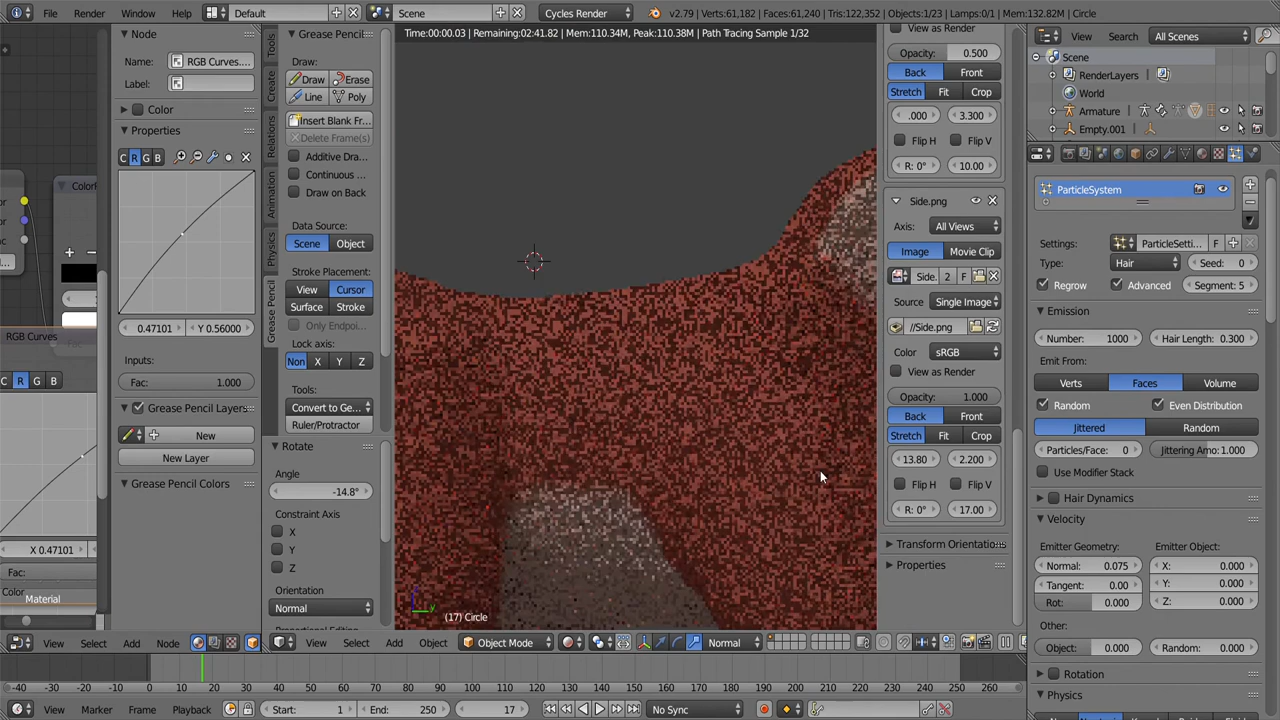 File Render Window Help Default Scene Cycles Render v2.79 | Verts:61,182 | Faces:61,240 | Tris:122,352 | Objects:1/23 | Lamps:0/1 | Mem:132.82M | Circle
Time:00:00.03 | Remaining:02:41.82 | Mem:110.34M, Peak:110.38M | Path Tracing Sample 1/32
Node
Name: RGB Curves....
Label:
Color
Properties
C R G B
0.47101 Y 0.56000
Inputs:
Fac: 1.000
Grease Pencil Layers
New
New Layer
Grease Pencil Colors
RGB Curves
C R G B
X 0.47101
Fac:
Color
Material
Select Add Node
Tools
Create
Relations
Animation
Physics
Grease Pencil
Grease Pencil
Draw:
Draw Erase
Line Poly
Insert Blank Fr...
Delete Frame(s)
Additive Dra...
Continuous ...
Draw on Back
Data Source:
Scene Object
Stroke Placement:
View Cursor
Surface Stroke
Only Endpoi...
Lock axis:
Non X Y Z
Tools:
Convert to Ge...
Ruler/Protractor
Rotate
Angle
-14.8°
Constraint Axis
X
Y
Z
Orientation
Normal
(17) Circle
View Select Add Object Object Mode Normal
View as Render
Opacity: 0.500
Back Front
Stretch Fit Crop
.000 3.300
Flip H Flip V
R: 0° 10.00
Side.png
Axis: All Views
Image Movie Clip
Side. 2 F
Source Single Image
//Side.png
Color sRGB
View as Render
Opacity: 1.000
Back Front
Stretch Fit Crop
13.80 2.200
Flip H Flip V
R: 0° 17.00
Transform Orientatio
Properties
View Search All Scenes
Scene
RenderLayers
World
Armature
Empty.001
ParticleSystem
Settings: ParticleSetti... F
Type: Hair Seed: 0
Regrow Advanced Segment: 5
Emission
Number: 1000 Hair Length: 0.300
Emit From:
Verts Faces Volume
Random Even Distribution
Jittered Random
Particles/Face: 0 Jittering Amo: 1.000
Use Modifier Stack
Hair Dynamics
Velocity
Emitter Geometry: Emitter Object:
Normal: 0.075 X: 0.000
Tangent: 0.00 Y: 0.000
Rot: 0.000 Z: 0.000
Other:
Object: 0.000 Random: 0.000
Rotation
Physics
-40 -30 -20 -10 0 10 20 30 40 50 60 70 80 90 100 110 120 130 140 150 160 170 180 190 200 210 220 230 240 250 260
View Marker Frame Playback Start: 1 End: 250 17 No Sync